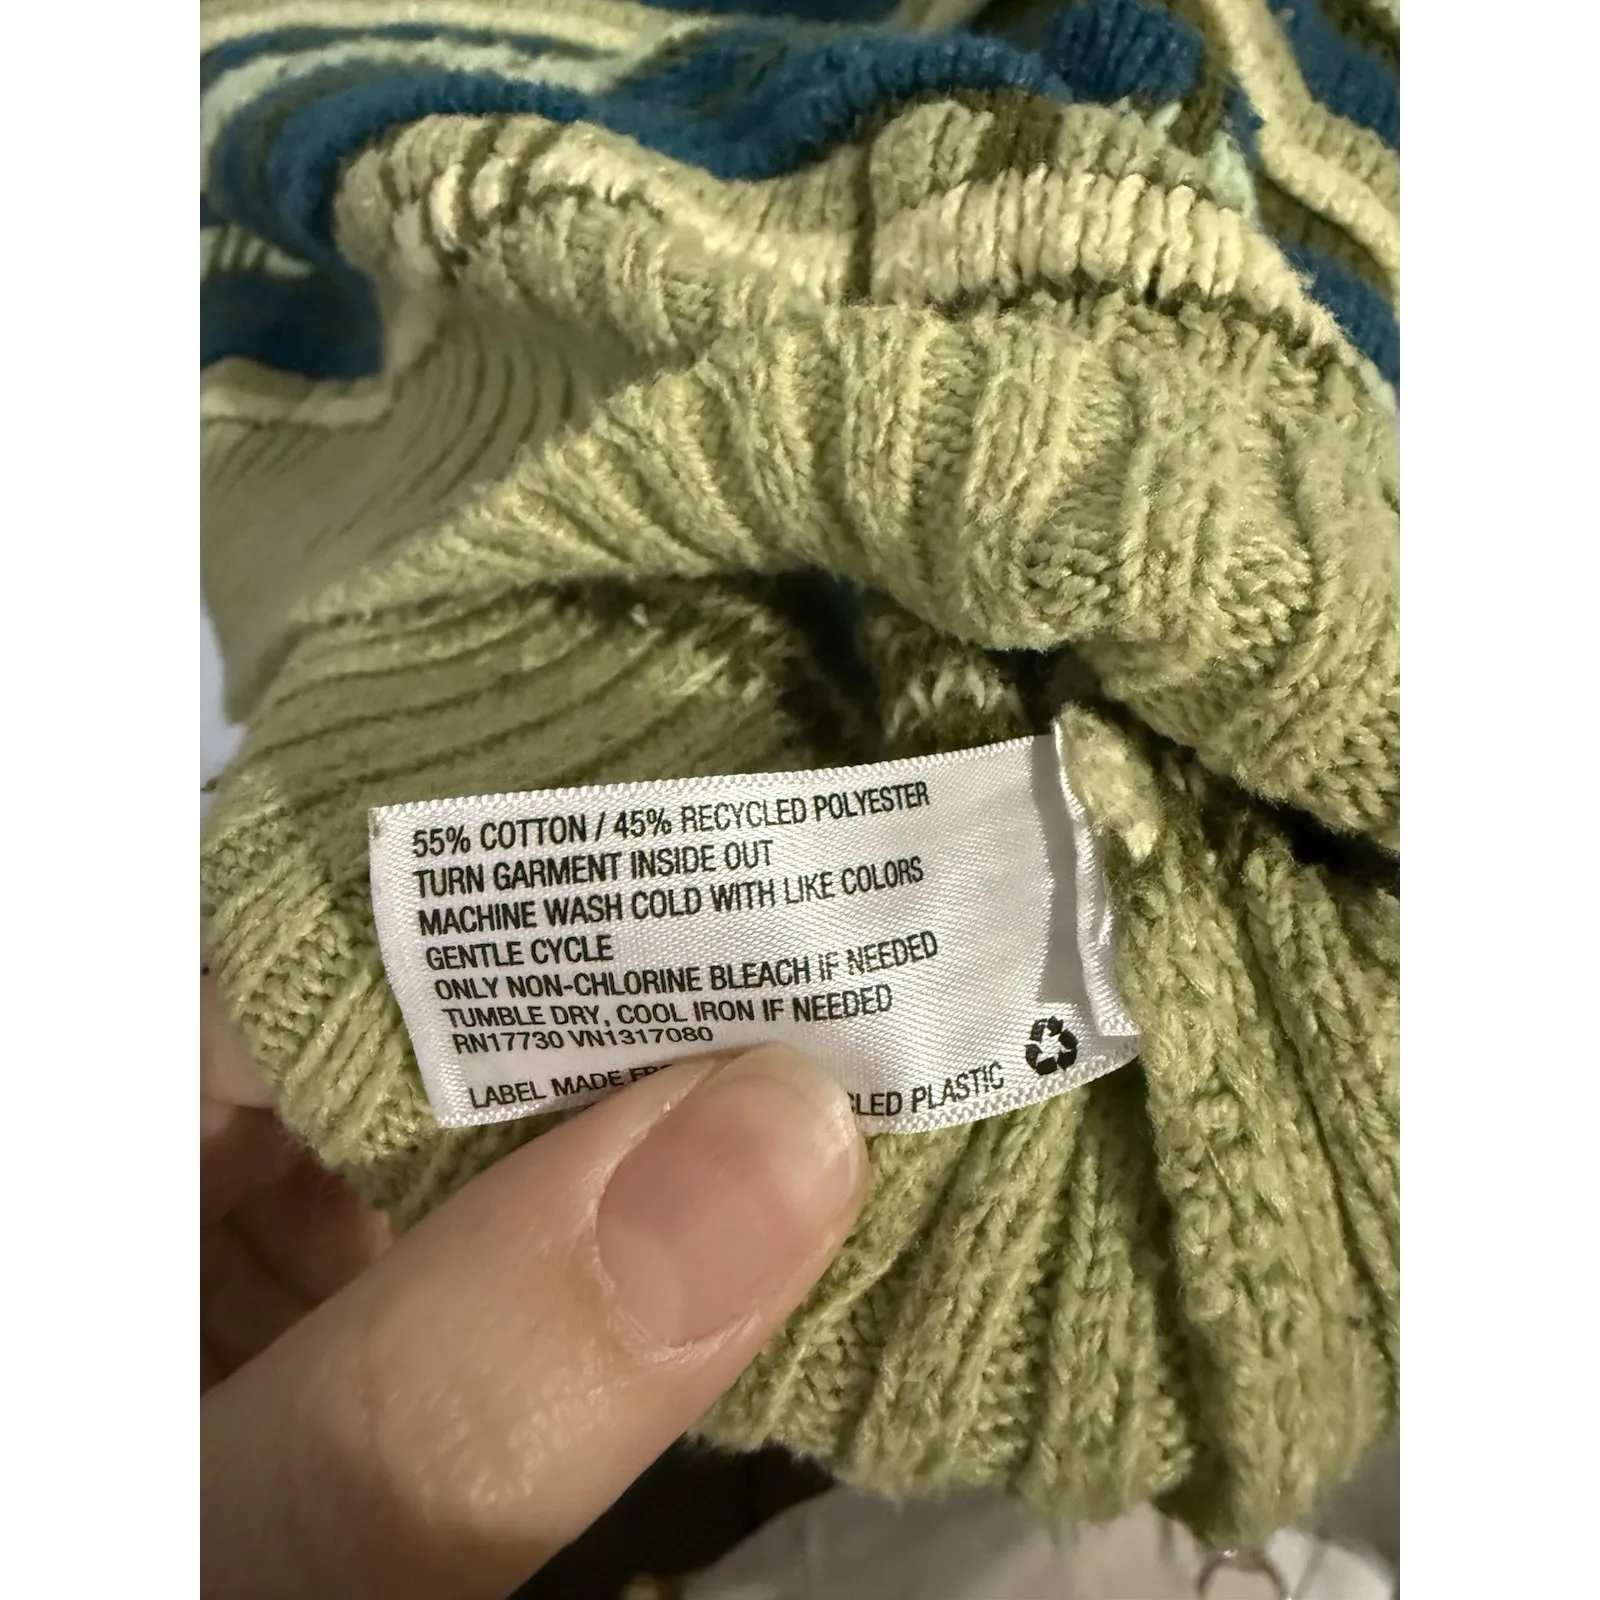 55% COTTON / 45% RECYCLED POLYESTER
TURN GARMENT INSIDE OUT
MACHINE WASH COLD WITH LIKE COLORS
GENTLE CYCLE
ONLY NON-CHLORINE BLEACH IF NEEDED
TUMBLE DRY, COOL IRON IF NEEDED
RN17730 VN1317080
LABEL MADE PLASTIC